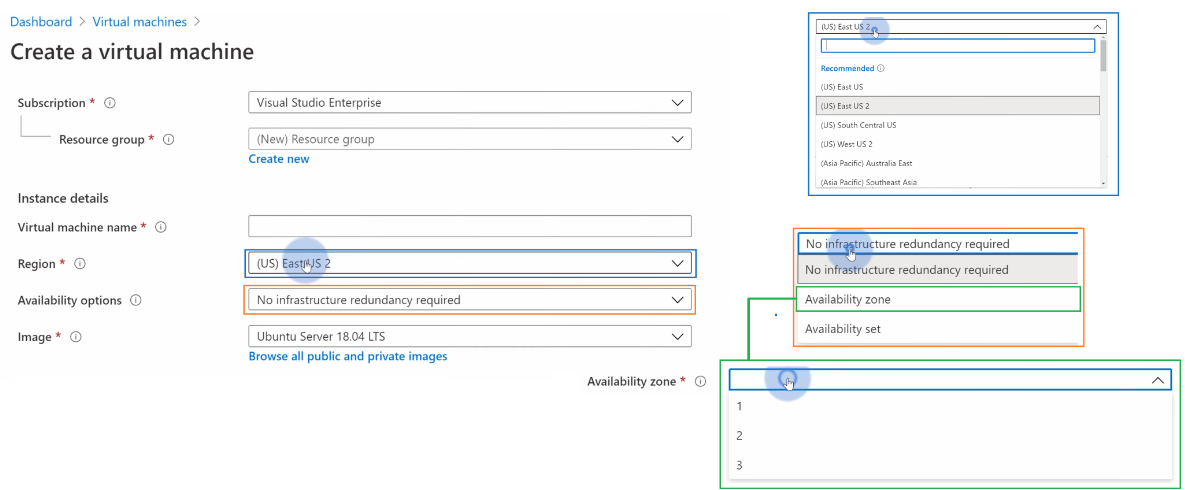 Dashboard > Virtual machines >
Create a virtual machine
Subscription * Visual Studio Enterprise
Resource group * (New) Resource group
Create new
Instance details
Virtual machine name *
Region * (US) East US 2
Availability options No infrastructure redundancy required
Image * Ubuntu Server 18.04 LTS
Browse all public and private images
(US) East US 2
Recommended
(US) East US
(US) East US 2
(US) South Central US
(US) West US 2
(Asia Pacific) Australia East
(Asia Pacific) Southeast Asia
No infrastructure redundancy required
No infrastructure redundancy required
Availability zone
Availability set
Availability zone *
1
2
3